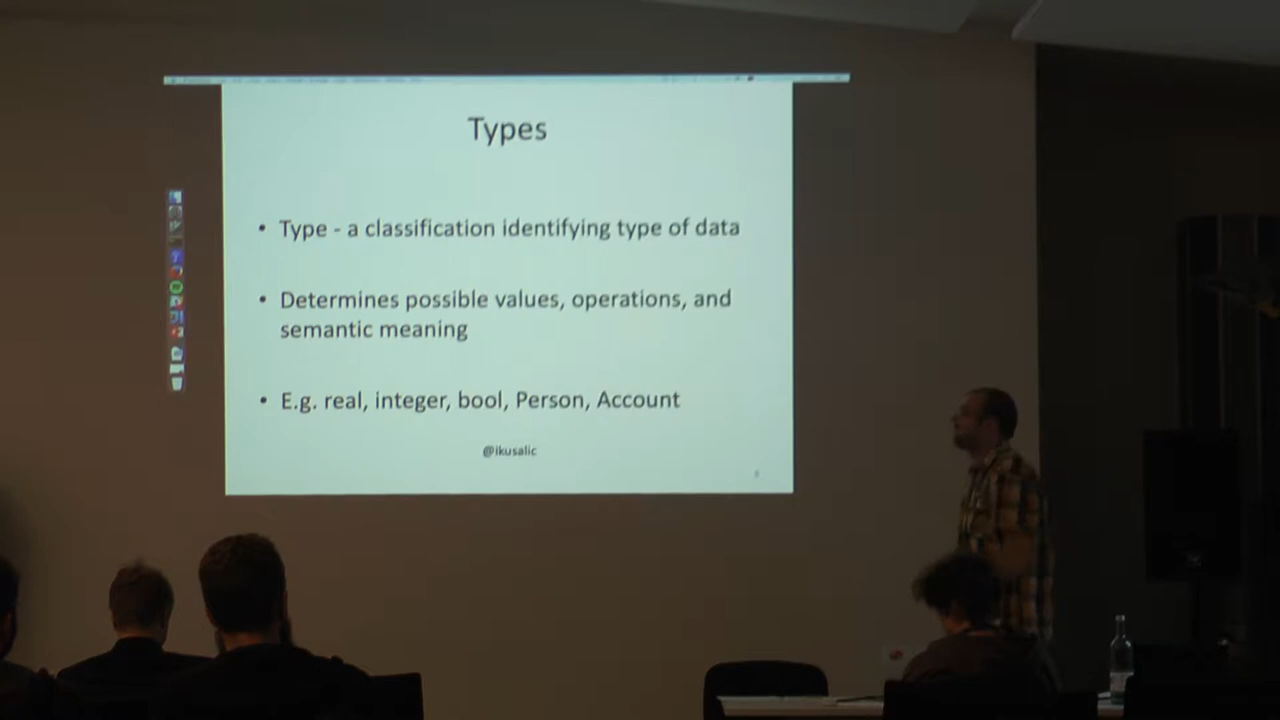 Types
• Type - a classification identifying type of data
• Determines possible values, operations, and
semantic meaning
• E.g. real, integer, bool, Person, Account
@ikusalic